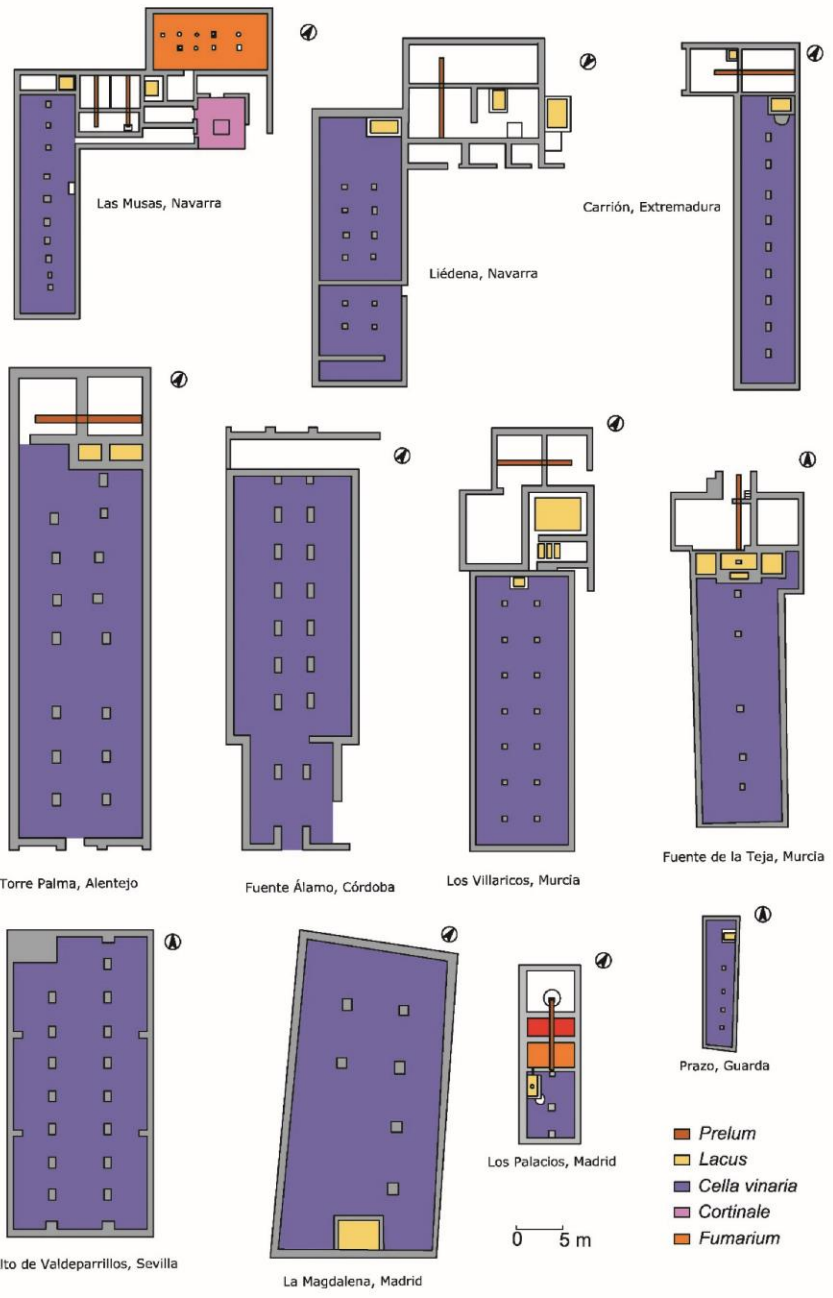 Las Musas, Navarra
Liédena, Navarra
Carrión, Extremadura
Torre Palma, Alentejo
Fuente Álamo, Córdoba
Los Villaricos, Murcia
Fuente de la Teja, Murcia
lto de Valdeparrillos, Sevilla
La Magdalena, Madrid
Los Palacios, Madrid
Prazo, Guarda
0 5 m
Prelum
Lacus
Cella vinaria
Cortinale
Fumarium